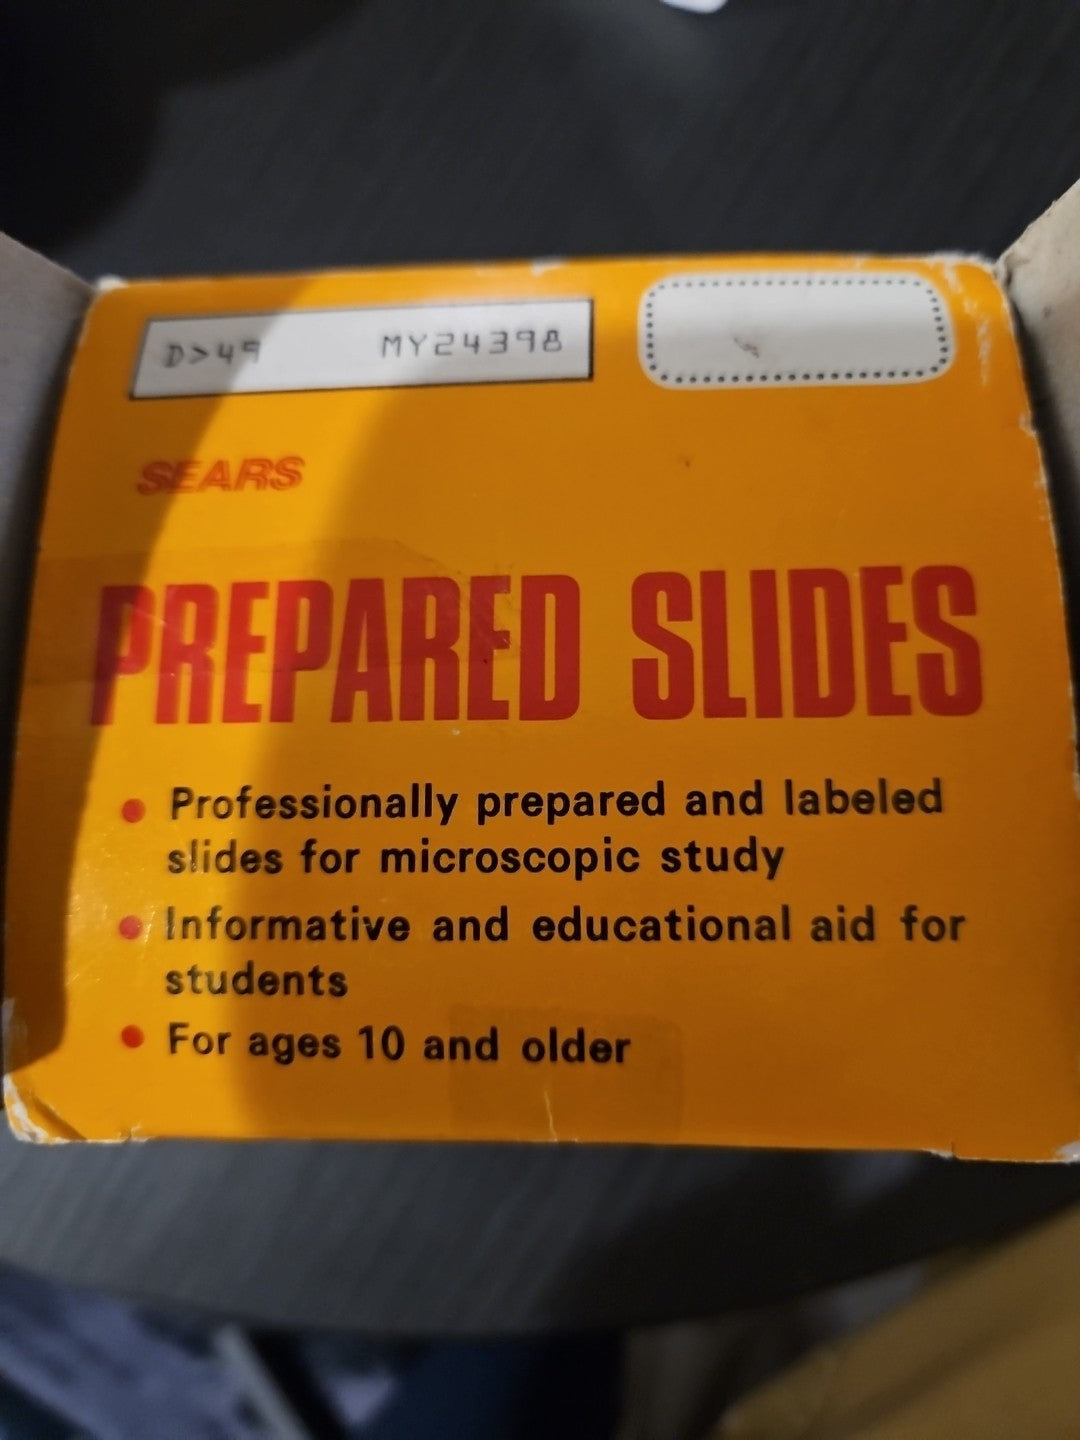 D>49 MY24398
SEARS
PREPARED SLIDES
• Professionally prepared and labeled
slides for microscopic study
• Informative and educational aid for
students
• For ages 10 and older